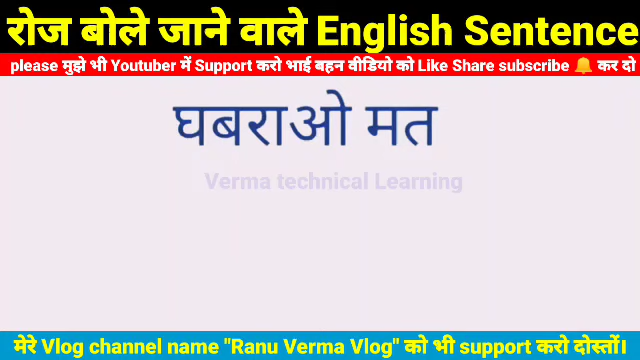 रोज बोले जाने वाले English Sentence
please मुझे भी Youtuber में Support करो भाई बहन वीडियो को Like Share subscribe 🔔 कर दो
घबराओ मत
Verma technical Learning
मेरे Vlog channel name "Ranu Verma Vlog" को भी support करो दोस्तों।